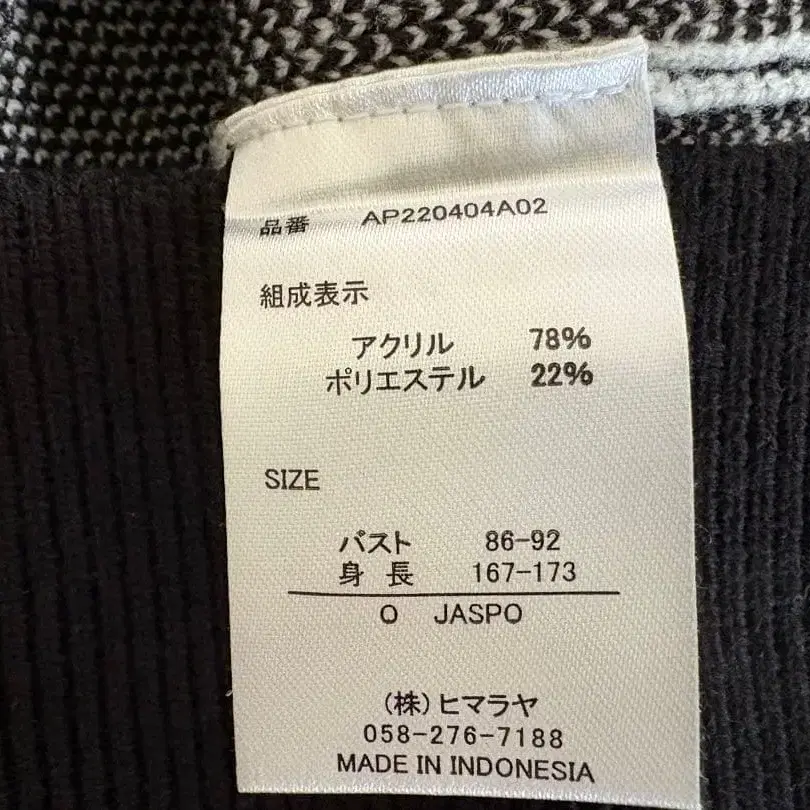 品番 AP220404A02
組成表示
アクリル 78%
ポリエステル 22%
SIZE
バスト 86-92
身長 167-173
O JASPO
(株)ヒマラヤ
058-276-7188
MADE IN INDONESIA